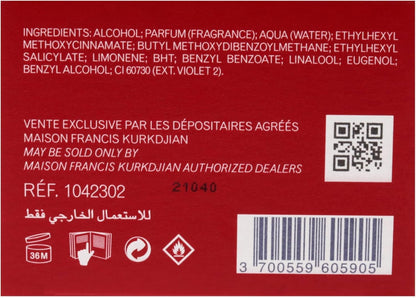 INGREDIENTS: ALCOHOL; PARFUM (FRAGRANCE); AQUA (WATER); ETHYLHEXYL
METHOXYCINNAMATE; BUTYL METHOXYDIBENZOYLMETHANE; ETHYLHEXYL
SALICYLATE; LIMONENE; BHT; BENZYL BENZOATE; LINALOOL; EUGENOL;
BENZYL ALCOHOL; CI 60730 (EXT. VIOLET 2).
VENTE EXCLUSIVE PAR LES DÉPOSITAIRES AGRÉÉS
MAISON FRANCIS KURKDJIAN
MAY BE SOLD ONLY BY
MAISON FRANCIS KURKDJIAN AUTHORIZED DEALERS
RÉF. 1042302
21040
للاستعمال الخارجي فقط
36M
3 700559 605905